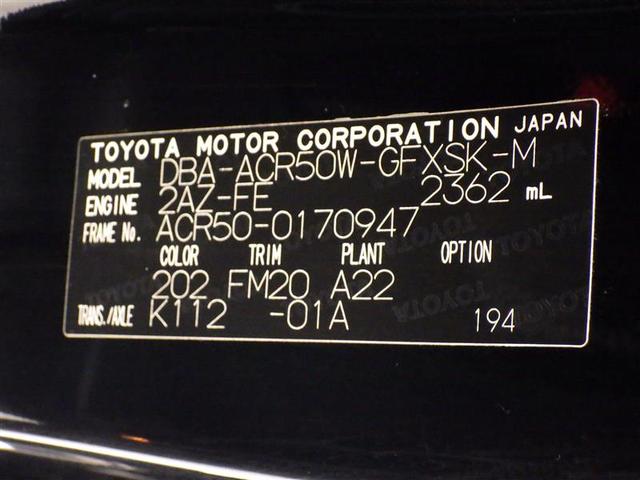 TOYOTA MOTOR CORPORATION JAPAN
MODEL DBA-ACR50W-GFXSK-M
ENGINE 2AZ-FE 2362 mL
FRAME No. ACR50-0170947
COLOR TRIM PLANT OPTION
202 FM20 A22
TRANS./AXLE K112 -01A 194